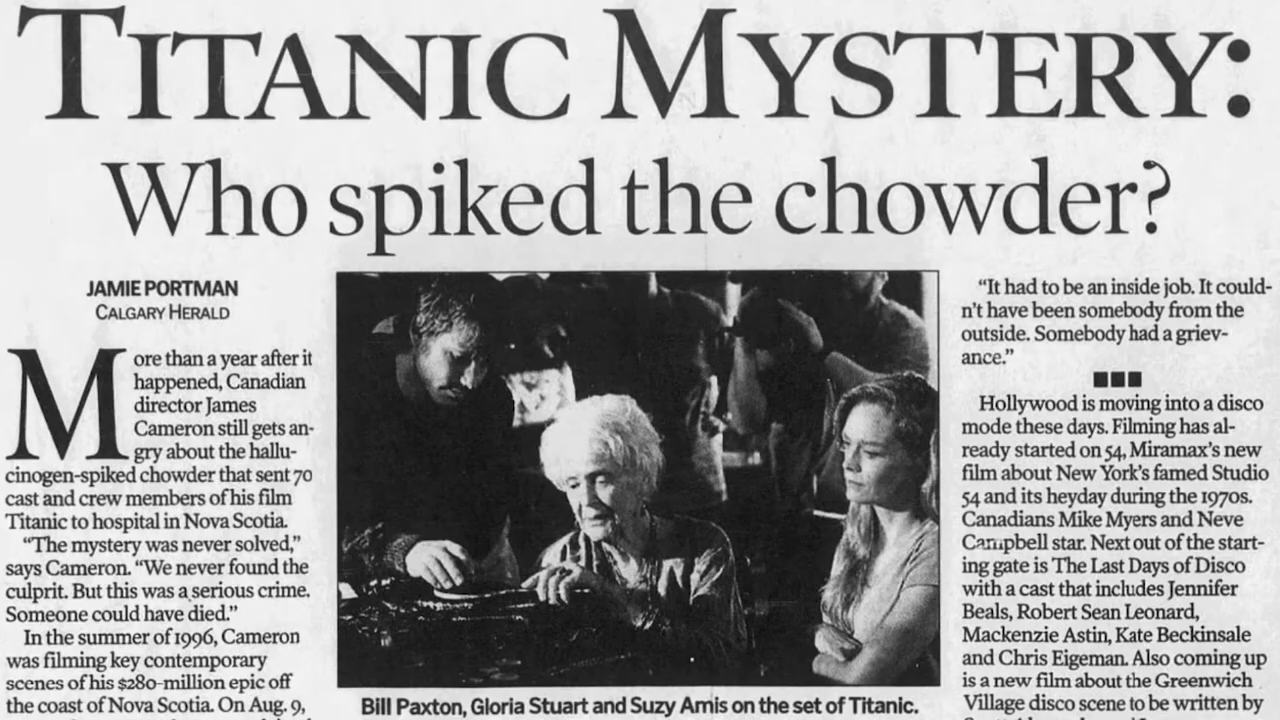 TITANIC MYSTERY:
Who spiked the chowder?
JAMIE PORTMAN
CALGARY HERALD
More than a year after it
happened, Canadian
director James
Cameron still gets an-
gry about the hallu-
cinogen-spiked chowder that sent 70
cast and crew members of his film
Titanic to hospital in Nova Scotia.
“The mystery was never solved,”
says Cameron. “We never found the
culprit. But this was a serious crime.
Someone could have died.”
In the summer of 1996, Cameron
was filming key contemporary
scenes of his $280-million epic off
the coast of Nova Scotia. On Aug. 9,
Bill Paxton, Gloria Stuart and Suzy Amis on the set of Titanic.
“It had to be an inside job. It could-
n’t have been somebody from the
outside. Somebody had a griev-
ance.”
Hollywood is moving into a disco
mode these days. Filming has al-
ready started on 54, Miramax’s new
film about New York’s famed Studio
54 and its heyday during the 1970s.
Canadians Mike Myers and Neve
Campbell star. Next out of the start-
ing gate is The Last Days of Disco
with a cast that includes Jennifer
Beals, Robert Sean Leonard,
Mackenzie Astin, Kate Beckinsale
and Chris Eigeman. Also coming up
is a new film about the Greenwich
Village disco scene to be written by